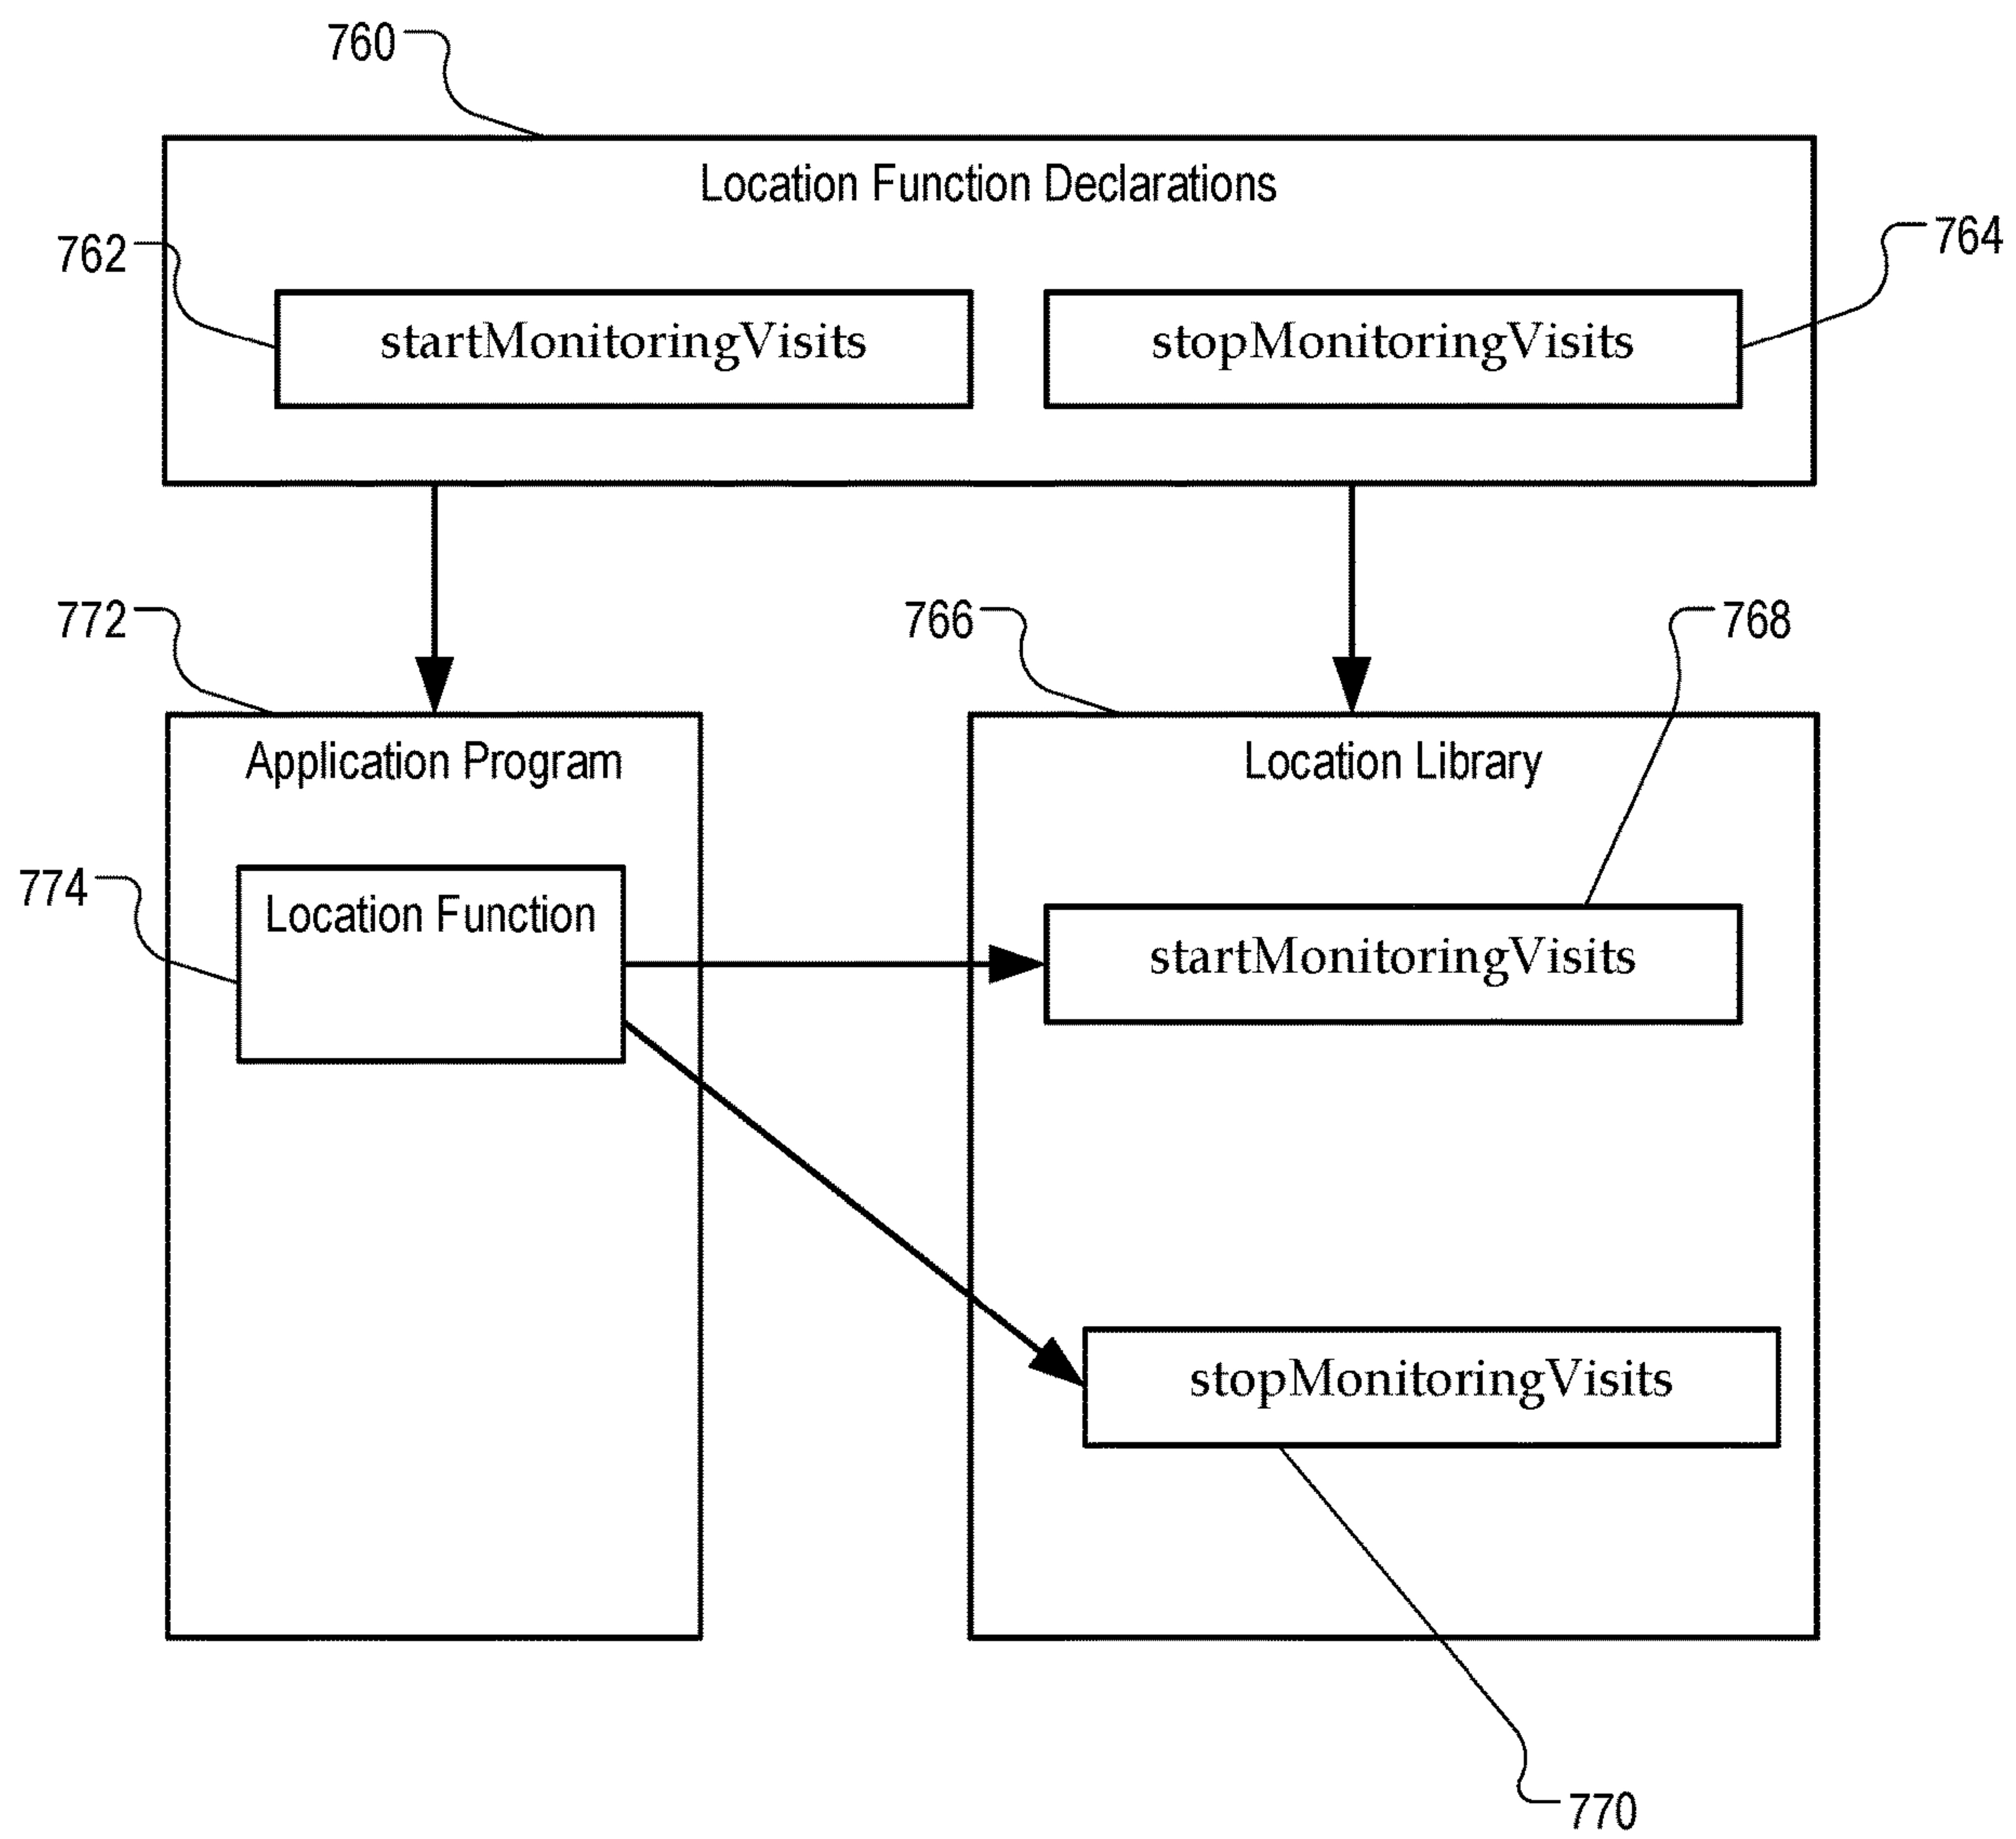 760
Location Function Declarations
762
764
startMonitoringVisits
stopMonitoringVisits
772
766
768
Application Program
Location Library
774
Location Function
startMonitoringVisits
stopMonitoringVisits
770